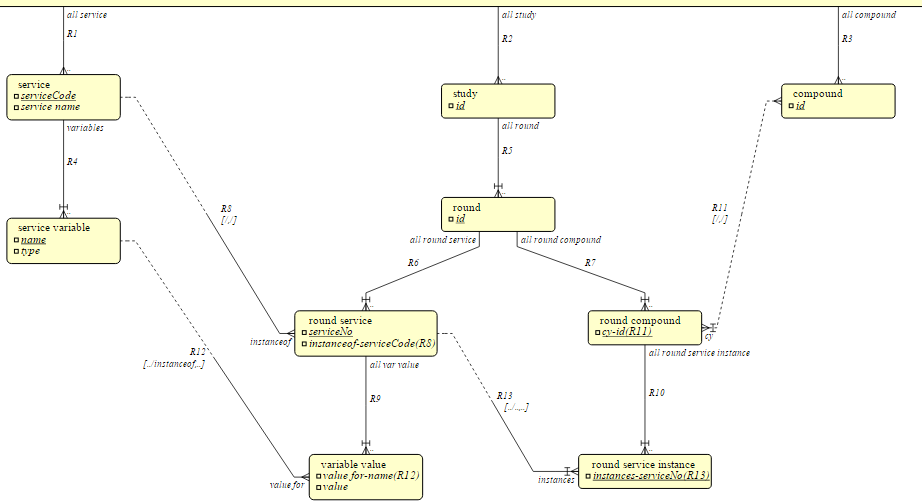 all service
all study
all compound
R1
R2
R3
service
serviceCode
service name
study
id
compound
id
variables
all round
R4
R5
R8
[/,/]
R11
[/,/]
service variable
name
type
round
id
all round service
all round compound
R6
R7
round service
serviceNo
instanceof-serviceCode(R8)
instanceof
round compound
cy-id(R11)
cy
R12
[../instanceof,..]
all var value
all round service instance
R9
R13
[../..,..]
R10
variable value
value for-name(R12)
value
value for
round service instance
instances-serviceNo(R13)
instances